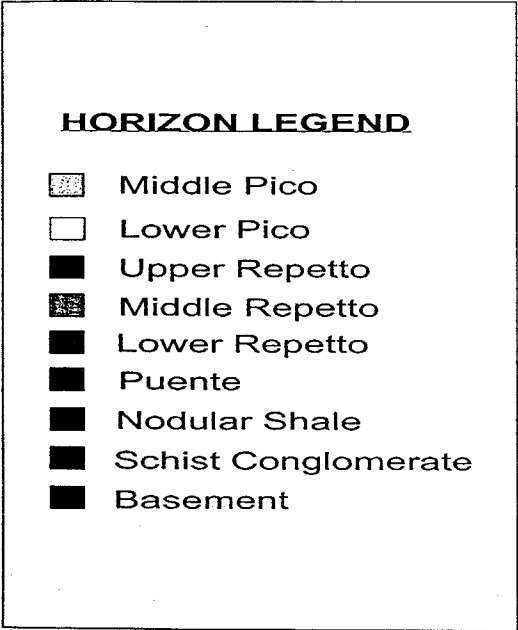 HORIZON LEGEND
Middle Pico
Lower Pico
Upper Repetto
Middle Repetto
Lower Repetto
Puente
Nodular Shale
Schist Conglomerate
Basement